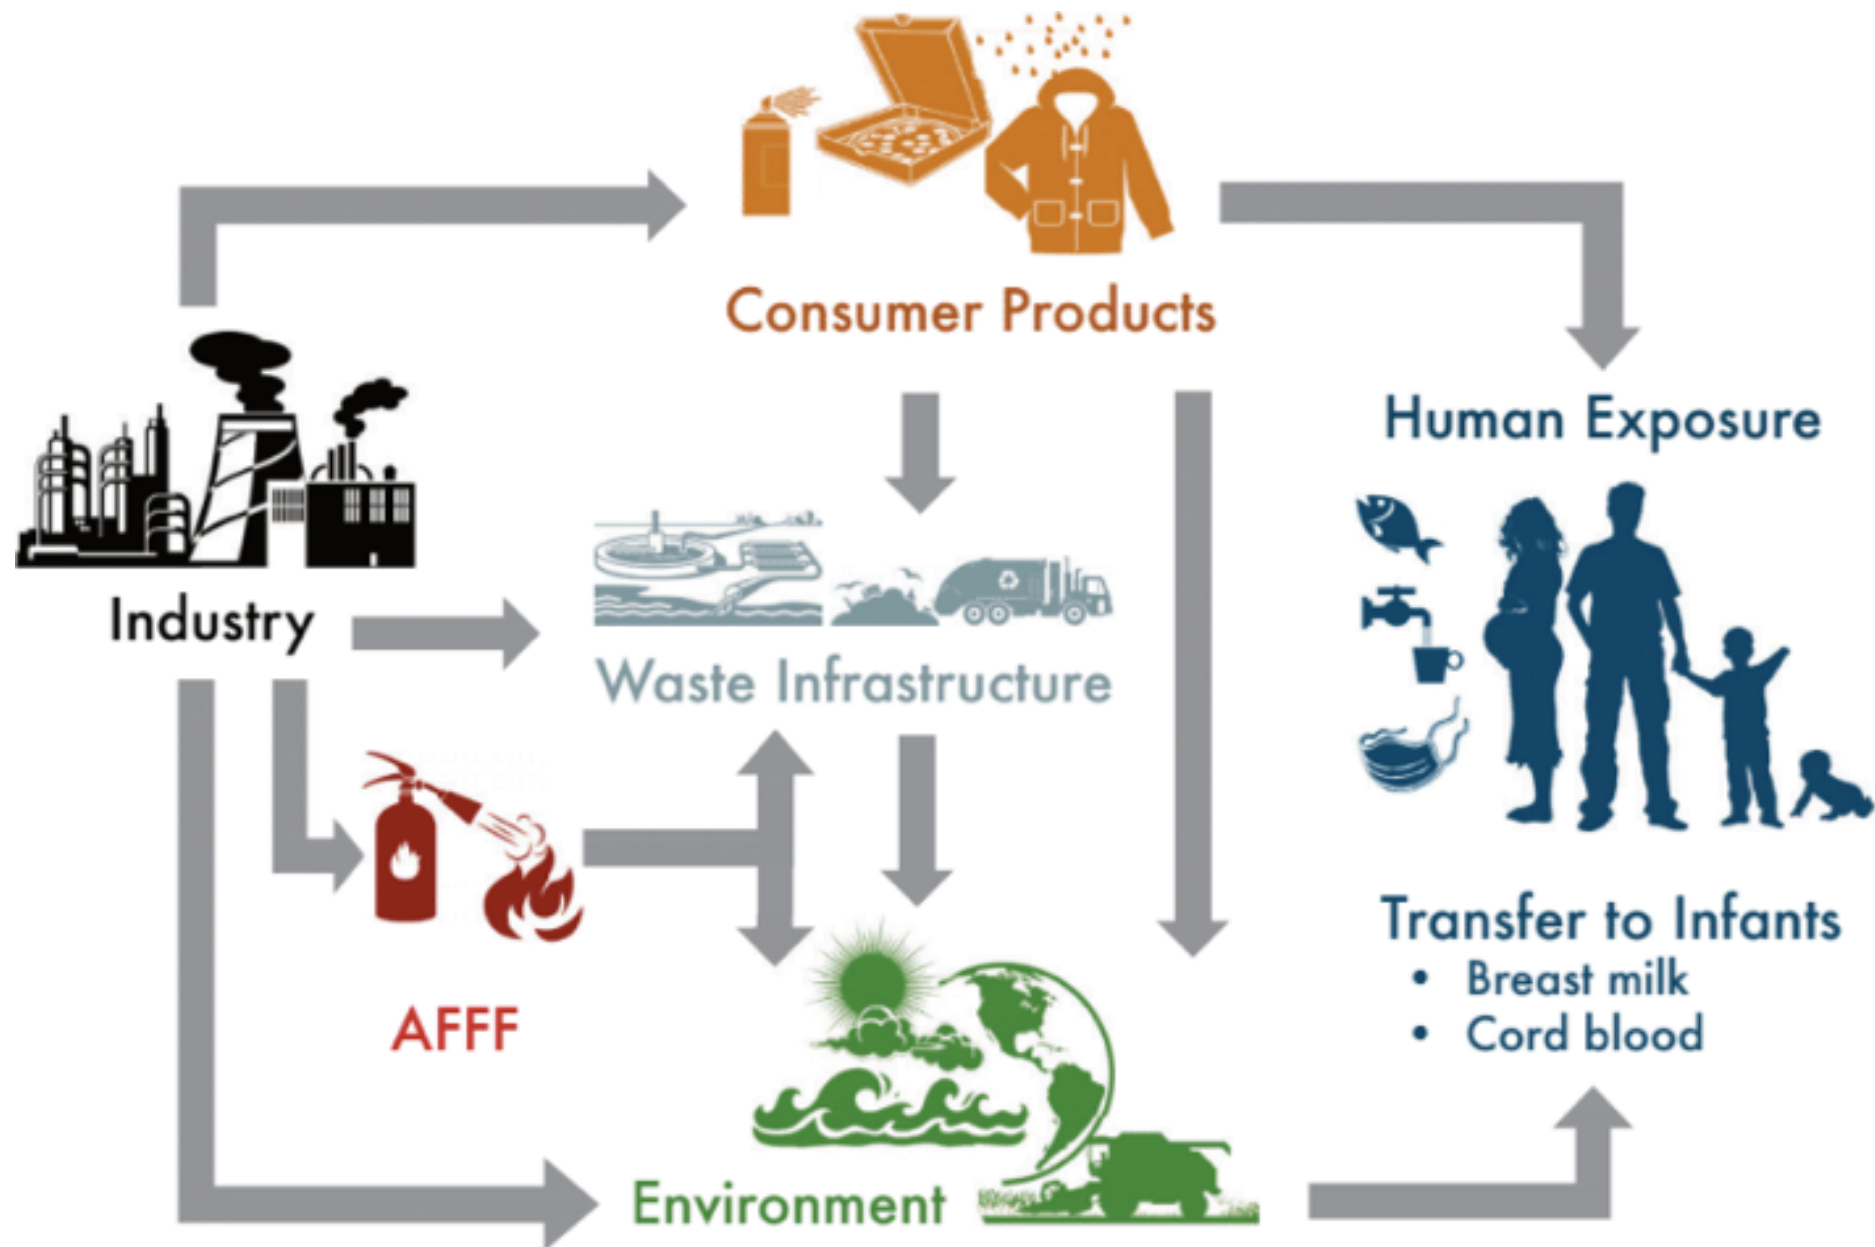 Consumer Products
Human Exposure
Industry
Waste Infrastructure
Transfer to Infants
• Breast milk
• Cord blood
AFFF
Environment